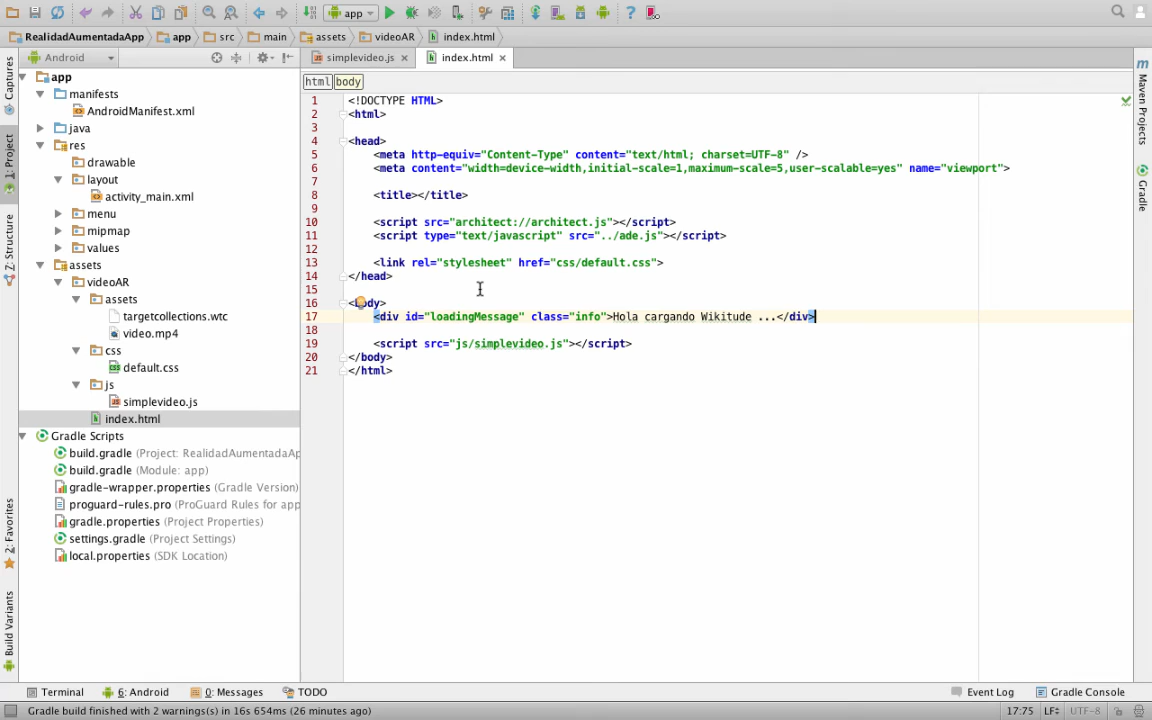 app
RealidadAumentadaApp
app
src
main
assets
videoAR
index.html
Android
simplevideo.js
index.html
html
body
Captures
1: Project
Z: Structure
2: Favorites
Build Variants
app
manifests
AndroidManifest.xml
java
res
drawable
layout
activity_main.xml
menu
mipmap
values
assets
videoAR
assets
targetcollections.wtc
video.mp4
css
default.css
js
simplevideo.js
index.html
Gradle Scripts
build.gradle (Project: RealidadAumentadaAp
build.gradle (Module: app)
gradle-wrapper.properties (Gradle Version)
proguard-rules.pro (ProGuard Rules for app
gradle.properties (Project Properties)
settings.gradle (Project Settings)
local.properties (SDK Location)
1 <!DOCTYPE HTML>
2 <html>
3
4 <head>
5 <meta http-equiv="Content-Type" content="text/html; charset=UTF-8" />
6 <meta content="width=device-width,initial-scale=1,maximum-scale=5,user-scalable=yes" name="viewport">
7
8 <title></title>
9
10 <script src="architect://architect.js"></script>
11 <script type="text/javascript" src="../ade.js"></script>
12
13 <link rel="stylesheet" href="css/default.css">
14 </head>
15
16 <body>
17 <div id="loadingMessage" class="info">Hola cargando Wikitude ...</div>
18
19 <script src="js/simplevideo.js"></script>
20 </body>
21 </html>
m
Maven Projects
Gradle
Terminal
6: Android
0: Messages
TODO
Event Log
Gradle Console
Gradle build finished with 2 warnings(s) in 16s 654ms (26 minutes ago)
17:75
LF
UTF-8